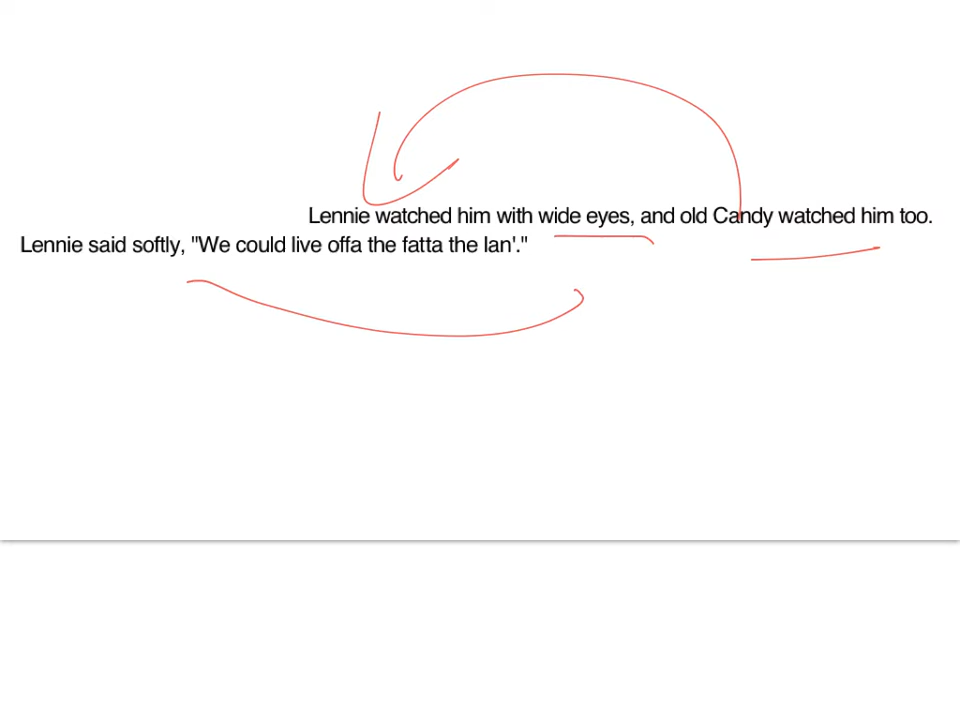 Lennie watched him with wide eyes, and old Candy watched him too.
Lennie said softly, "We could live offa the fatta the lan'."